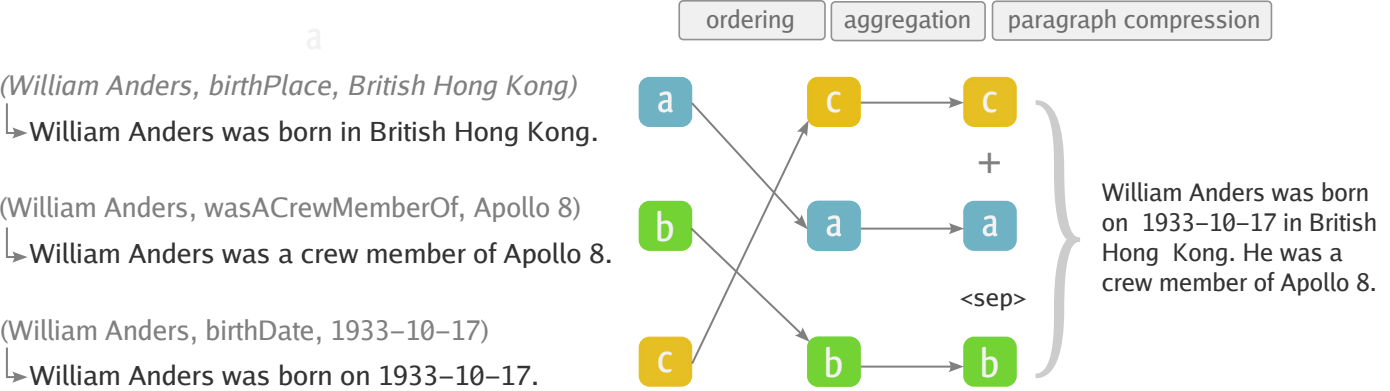 ordering aggregation paragraph compression
a
(William Anders, birthPlace, British Hong Kong)
William Anders was born in British Hong Kong.
a c c
+
(William Anders, wasACrewMemberOf, Apollo 8)
William Anders was a crew member of Apollo 8.
b a a
<sep>
(William Anders, birthDate, 1933–10–17)
William Anders was born on 1933–10–17.
c b b
William Anders was born
on 1933–10–17 in British
Hong Kong. He was a
crew member of Apollo 8.